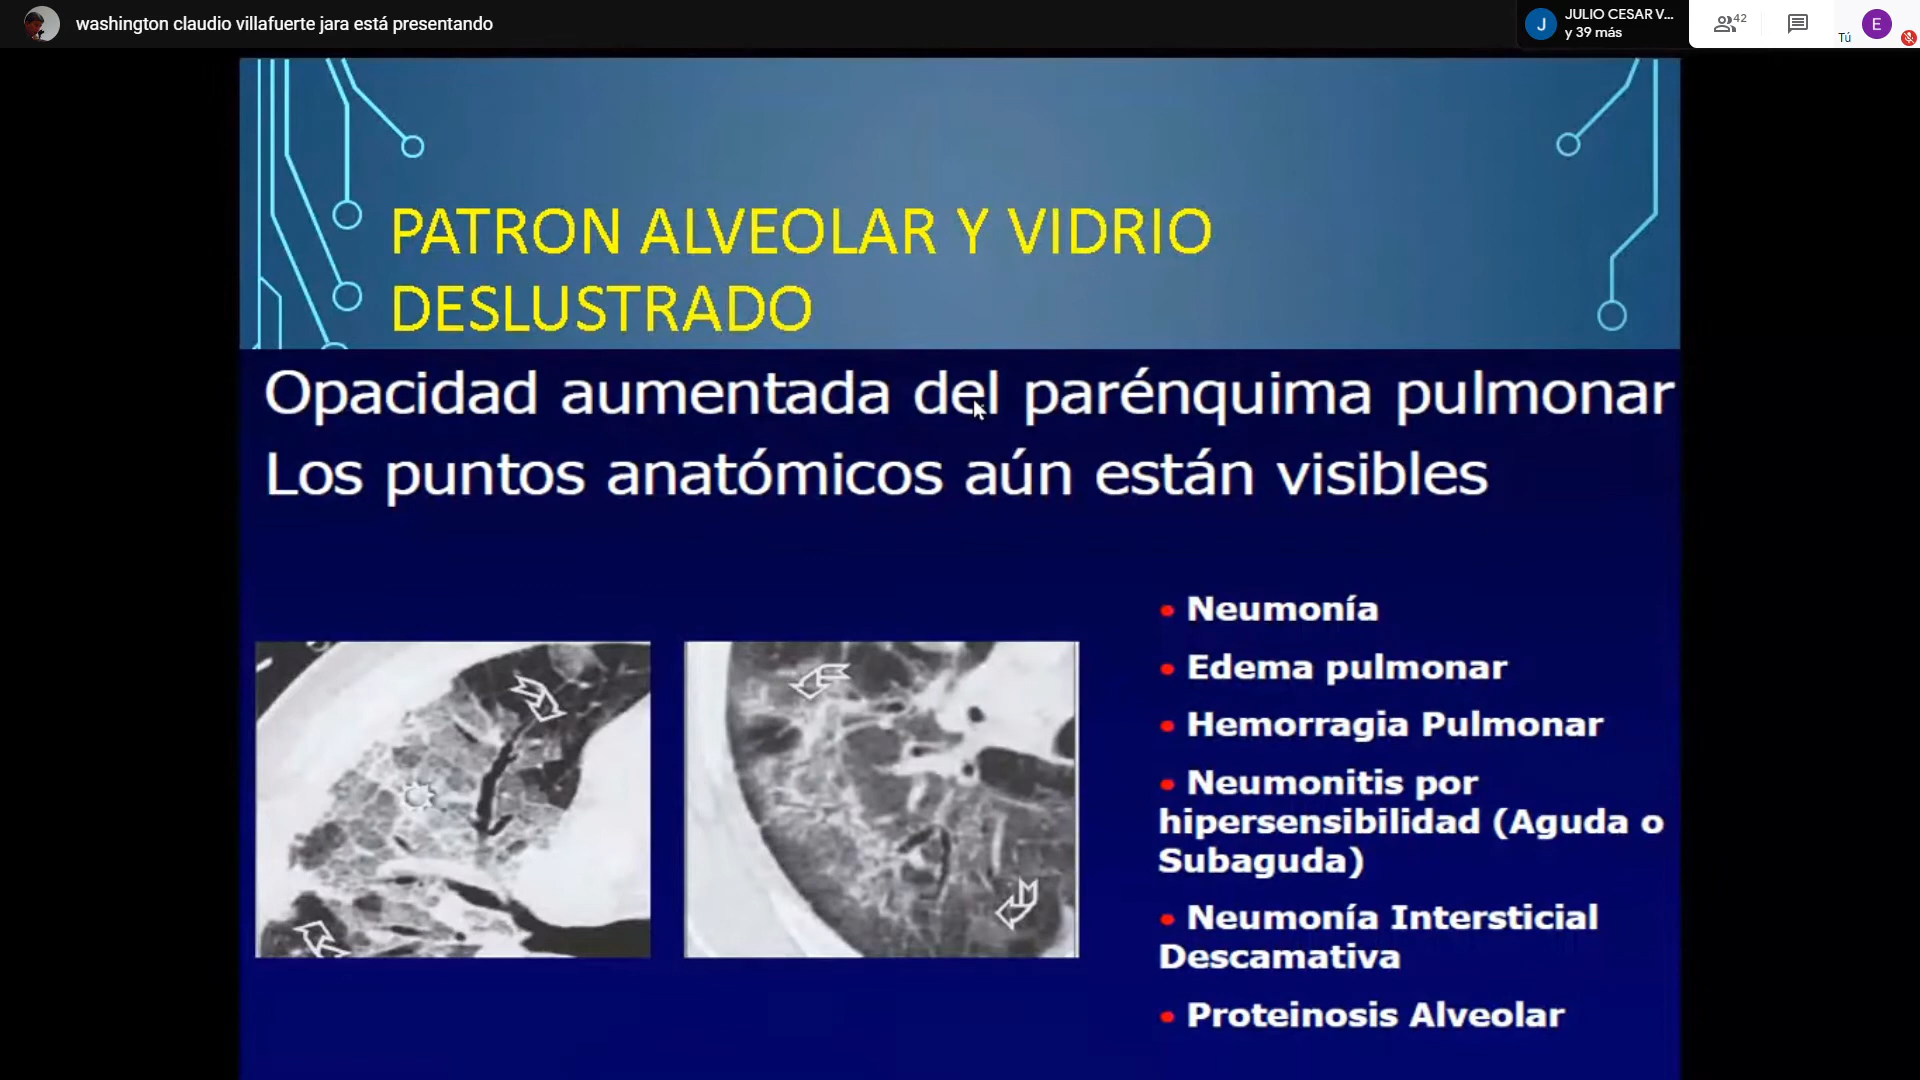 washington claudio villafuerte jara está presentando
J
JULIO CESAR V...
y 39 más
42
Tú
E
PATRON ALVEOLAR Y VIDRIO
DESLUSTRADO
Opacidad aumentada del parénquima pulmonar
Los puntos anatómicos aún están visibles
• Neumonía
• Edema pulmonar
• Hemorragia Pulmonar
• Neumonitis por
hipersensibilidad (Aguda o
Subaguda)
• Neumonía Intersticial
Descamativa
• Proteinosis Alveolar